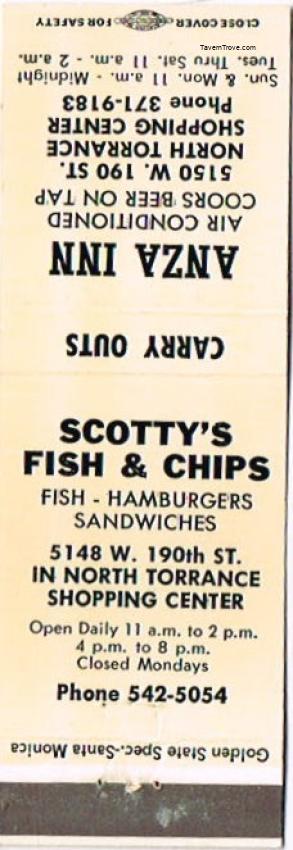 TavernTrove.com
CLOSE COVER FOR SAFETY
CARRY OUTS
ANZA INN
AIR CONDITIONED
COORS BEER ON TAP
5150 W. 190 ST.
NORTH TORRANCE
SHOPPING CENTER
Phone 371-9183
Sun. & Mon. 11 a.m. - Midnight
Tues. Thru Sat. 11 a.m. - 2 a.m.
SCOTTY'S
FISH & CHIPS
FISH - HAMBURGERS
SANDWICHES
5148 W. 190th ST.
IN NORTH TORRANCE
SHOPPING CENTER
Open Daily 11 a.m. to 2 p.m.
4 p.m. to 8 p.m.
Closed Mondays
Phone 542-5054
Golden State Spec.-Santa Monica